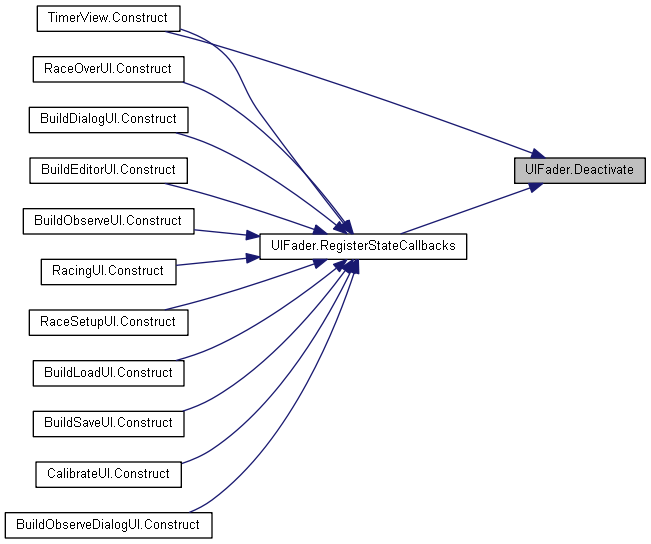 TimerView.Construct
RaceOverUI.Construct
BuildDialogUI.Construct
BuildEditorUI.Construct
UIFader.Deactivate
BuildObserveUI.Construct
UIFader.RegisterStateCallbacks
RacingUI.Construct
RaceSetupUI.Construct
BuildLoadUI.Construct
BuildSaveUI.Construct
CalibrateUI.Construct
BuildObserveDialogUI.Construct